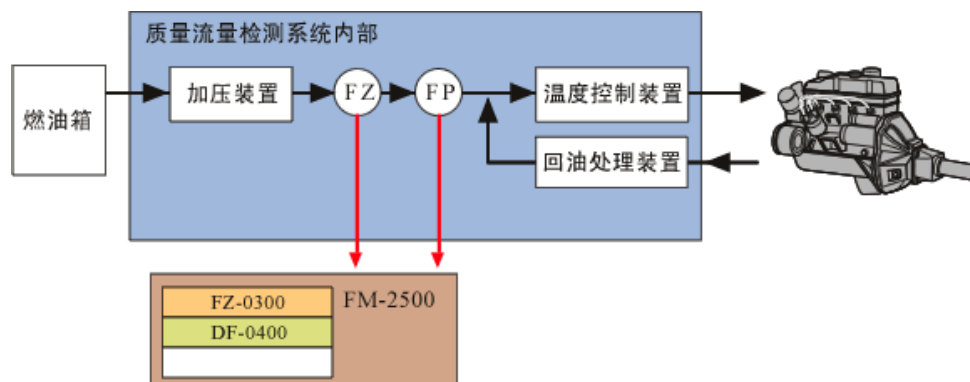 质量流量检测系统内部
燃油箱
加压装置
FZ
FP
温度控制装置
回油处理装置
FZ-0300
FM-2500
DF-0400